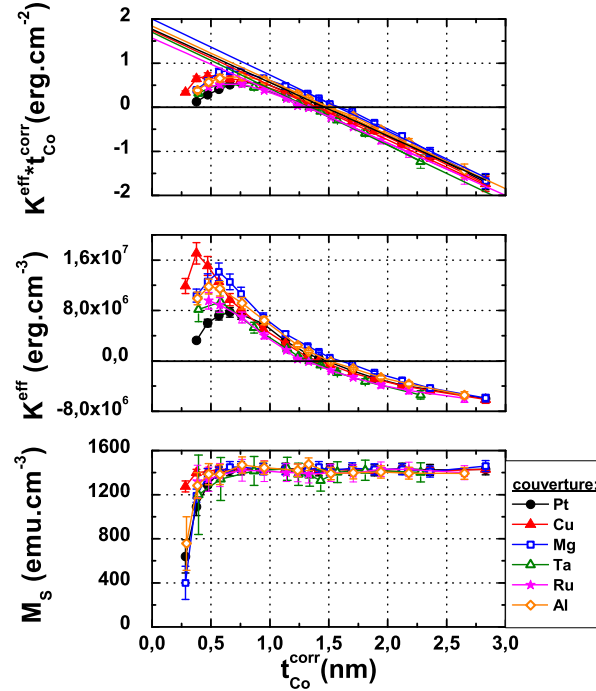 K^eff*t_Co^corr(erg.cm^-2)
2
1
0
-1
-2
K^eff (erg.cm^-3)
1,6x10^7
8,0x10^6
0,0
-8,0x10^6
M_S (emu.cm^-3)
1600
1400
1200
800
400
0
0,0 0,5 1,0 1,5 2,0 2,5 3,0
t_Co^corr(nm)
couverture:
Pt
Cu
Mg
Ta
Ru
Al